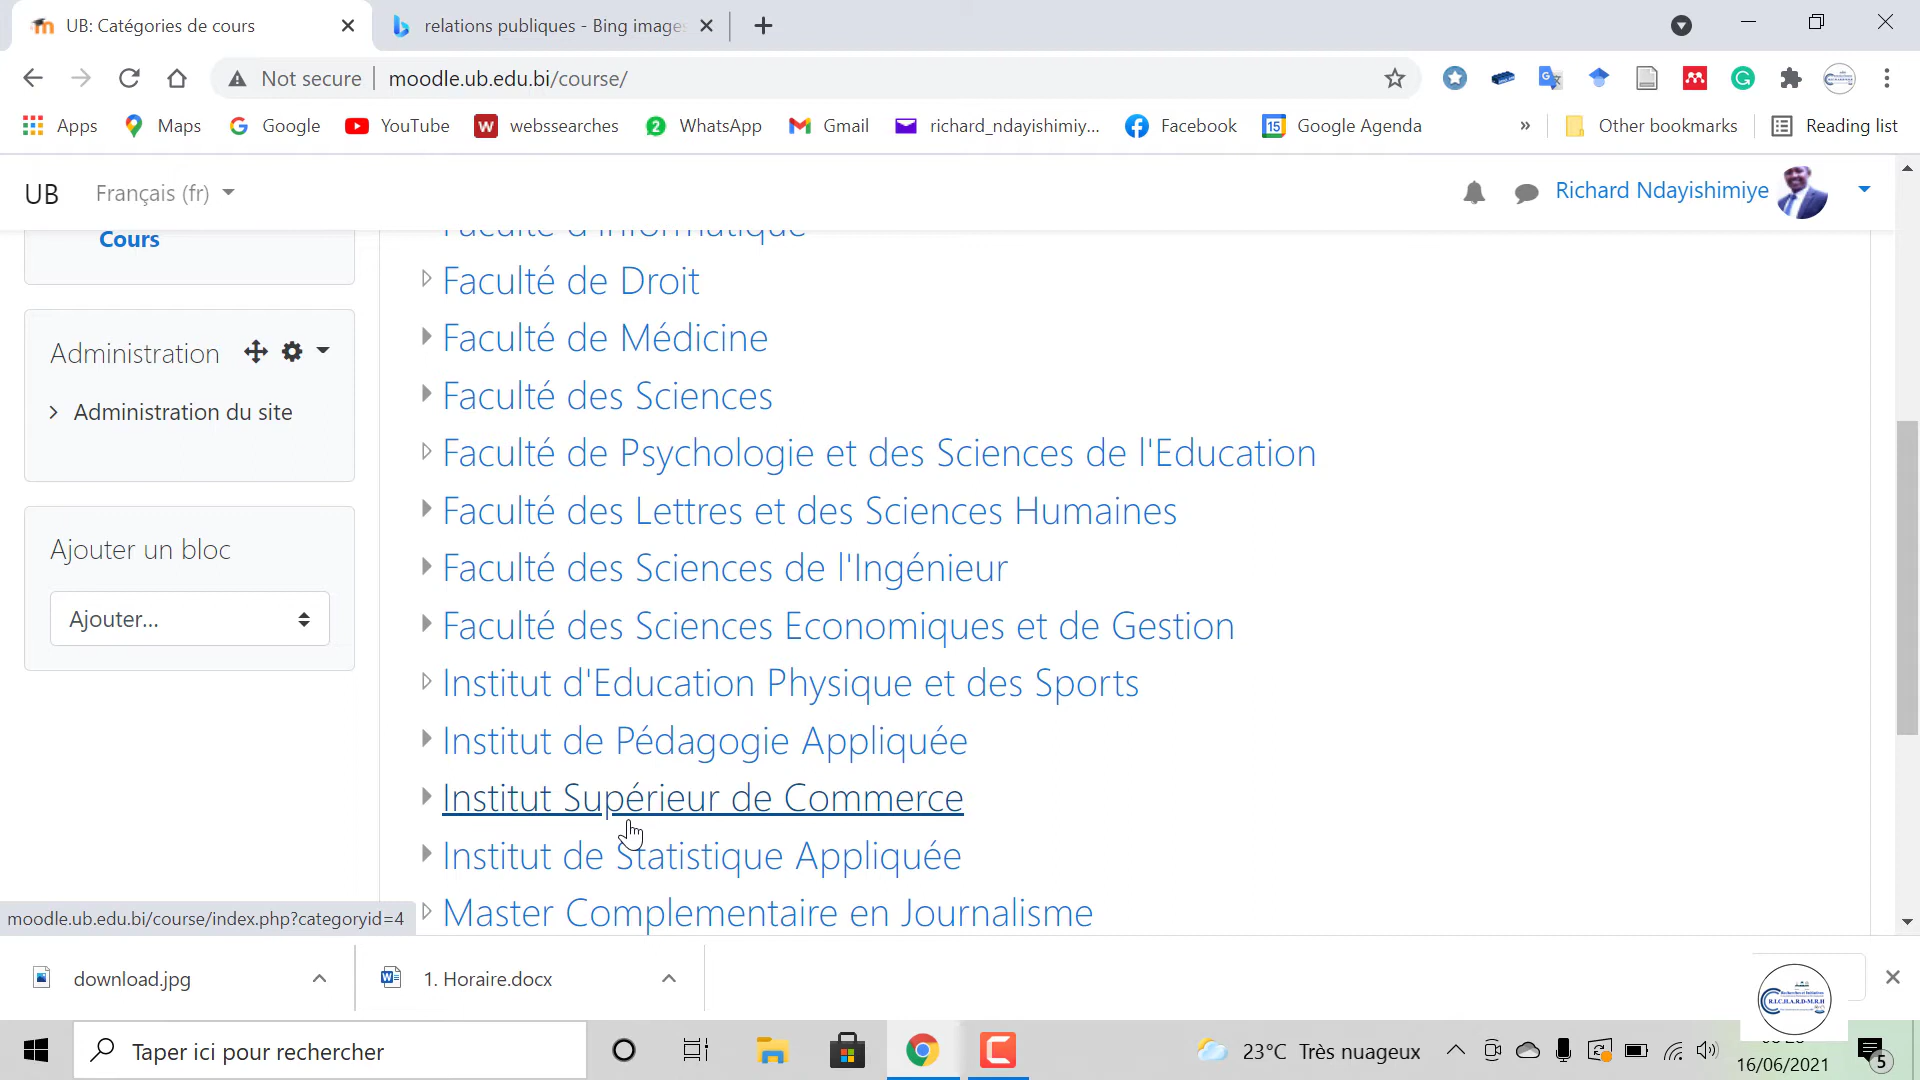 UB: Catégories de cours
relations publiques - Bing images
Not secure
moodle.ub.edu.bi/course/
Apps
Maps
Google
YouTube
webssearches
WhatsApp
Gmail
richard_ndayishimiy...
Facebook
15 Google Agenda
»
Other bookmarks
Reading list
UB
Français (fr)
Richard Ndayishimiye
Cours
Administration
Administration du site
Ajouter un bloc
Ajouter...
Faculté d'Informatique
Faculté de Droit
Faculté de Médicine
Faculté des Sciences
Faculté de Psychologie et des Sciences de l'Education
Faculté des Lettres et des Sciences Humaines
Faculté des Sciences de l'Ingénieur
Faculté des Sciences Economiques et de Gestion
Institut d'Education Physique et des Sports
Institut de Pédagogie Appliquée
Institut Supérieur de Commerce
Institut de Statistique Appliquée
Master Complementaire en Journalisme
moodle.ub.edu.bi/course/index.php?categoryid=4
download.jpg
1. Horaire.docx
R.I.C.H.A.R.D-M.R.H
Taper ici pour rechercher
23°C Très nuageux
16/06/2021
5